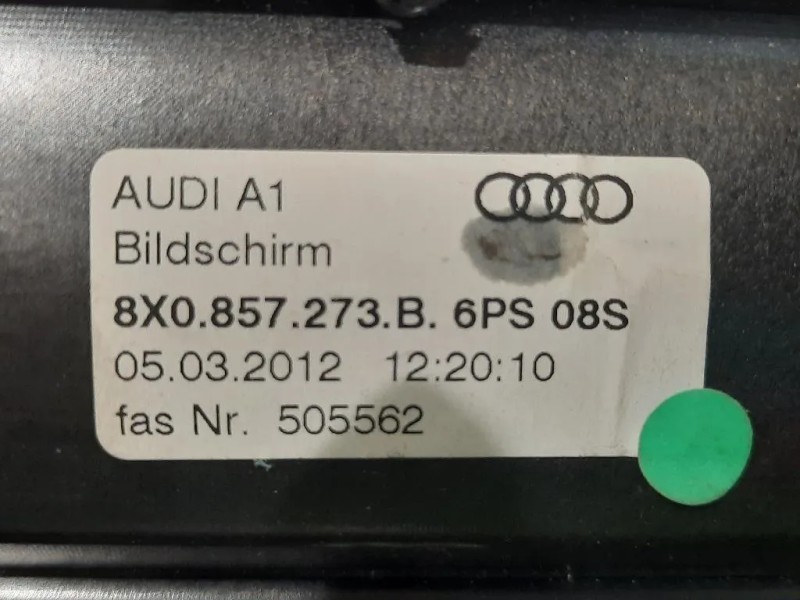 AUDI A1
Bildschirm
8X0.857.273.B. 6PS 08S
05.03.2012 12:20:10
fas Nr. 505562